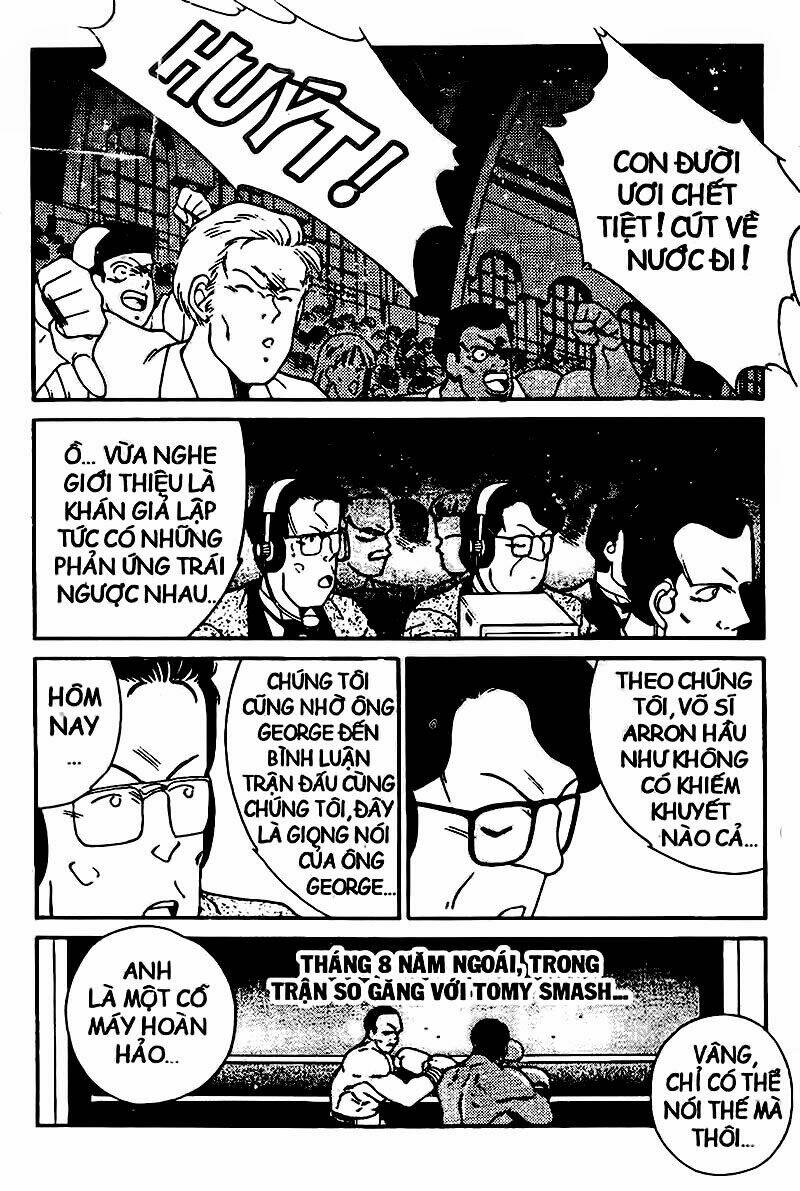 HUÝT!
CON ĐƯỜI
ƯƠI CHẾT
TIỆT! CÚT VỀ
NƯỚC ĐI!
Ồ... VỪA NGHE
GIỚI THIỆU LÀ
KHÁN GIẢ LẬP
TỨC CÓ NHỮNG
PHẢN ỨNG TRÁI
NGƯỢC NHAU...
HÔM
NAY
...
CHÚNG TÔI
CŨNG NHỜ ÔNG
GEORGE ĐẾN
BÌNH LUẬN
TRẬN ĐẤU CÙNG
CHÚNG TÔI, ĐÂY
LÀ GIỌNG NÓI
CỦA ÔNG
GEORGE...
THEO CHÚNG
TÔI, VÕ SĨ
ARRON HẦU
NHƯ KHÔNG
CÓ KHIẾM
KHUYẾT
NÀO CẢ...
ANH
LÀ MỘT CỔ
MÁY HOÀN
HẢO...
THÁNG 8 NĂM NGOÁI, TRONG
TRẬN SO GĂNG VỚI TOMY SMASH...
VÂNG,
CHỈ CÓ THỂ
NÓI THẾ MÀ
THÔI...